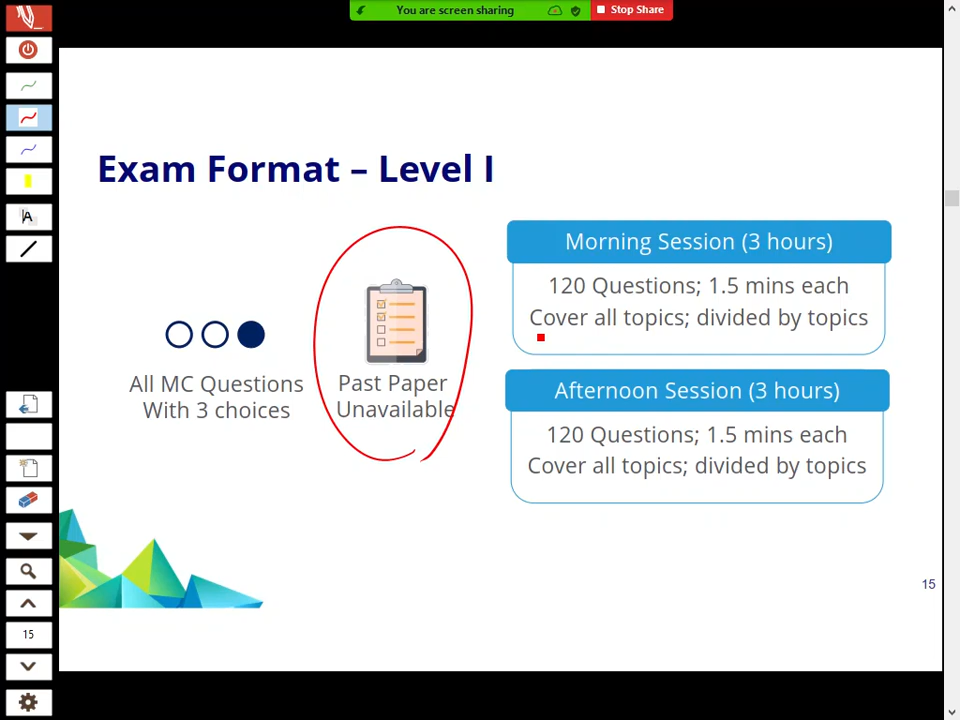 You are screen sharing
Stop Share
A
Exam Format – Level I
All MC Questions
With 3 choices
Past Paper
Unavailable
Morning Session (3 hours)
120 Questions; 1.5 mins each
Cover all topics; divided by topics
Afternoon Session (3 hours)
120 Questions; 1.5 mins each
Cover all topics; divided by topics
15
15